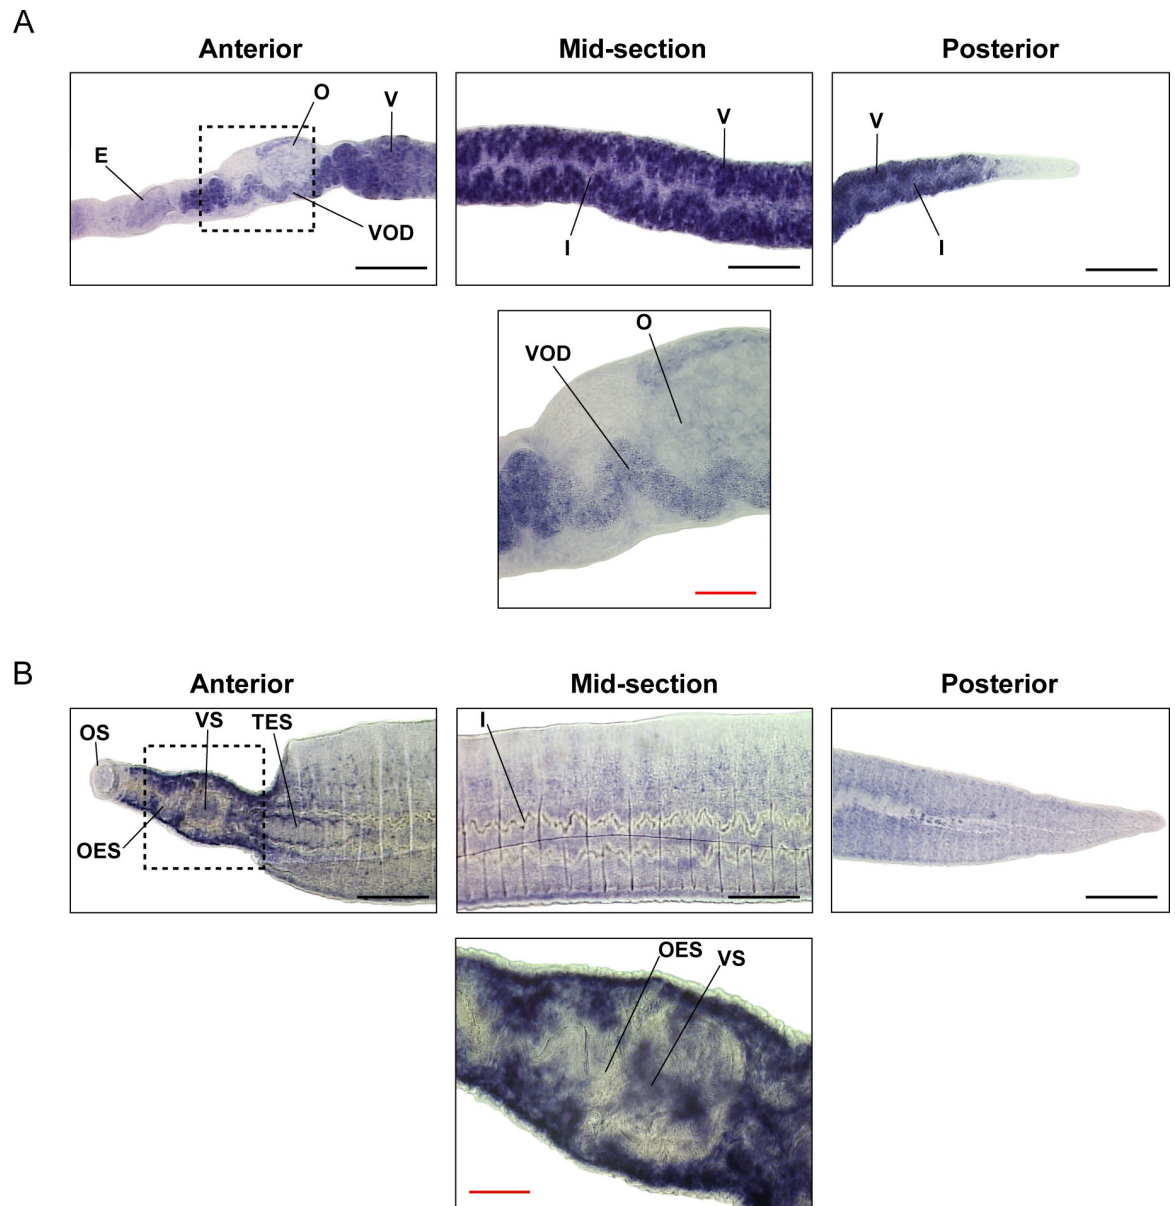 A
Anterior
Mid-section
Posterior
O
V
E
VOD
V
I
V
I
O
VOD
B
Anterior
Mid-section
Posterior
OS
VS
TES
OES
I
OES
VS